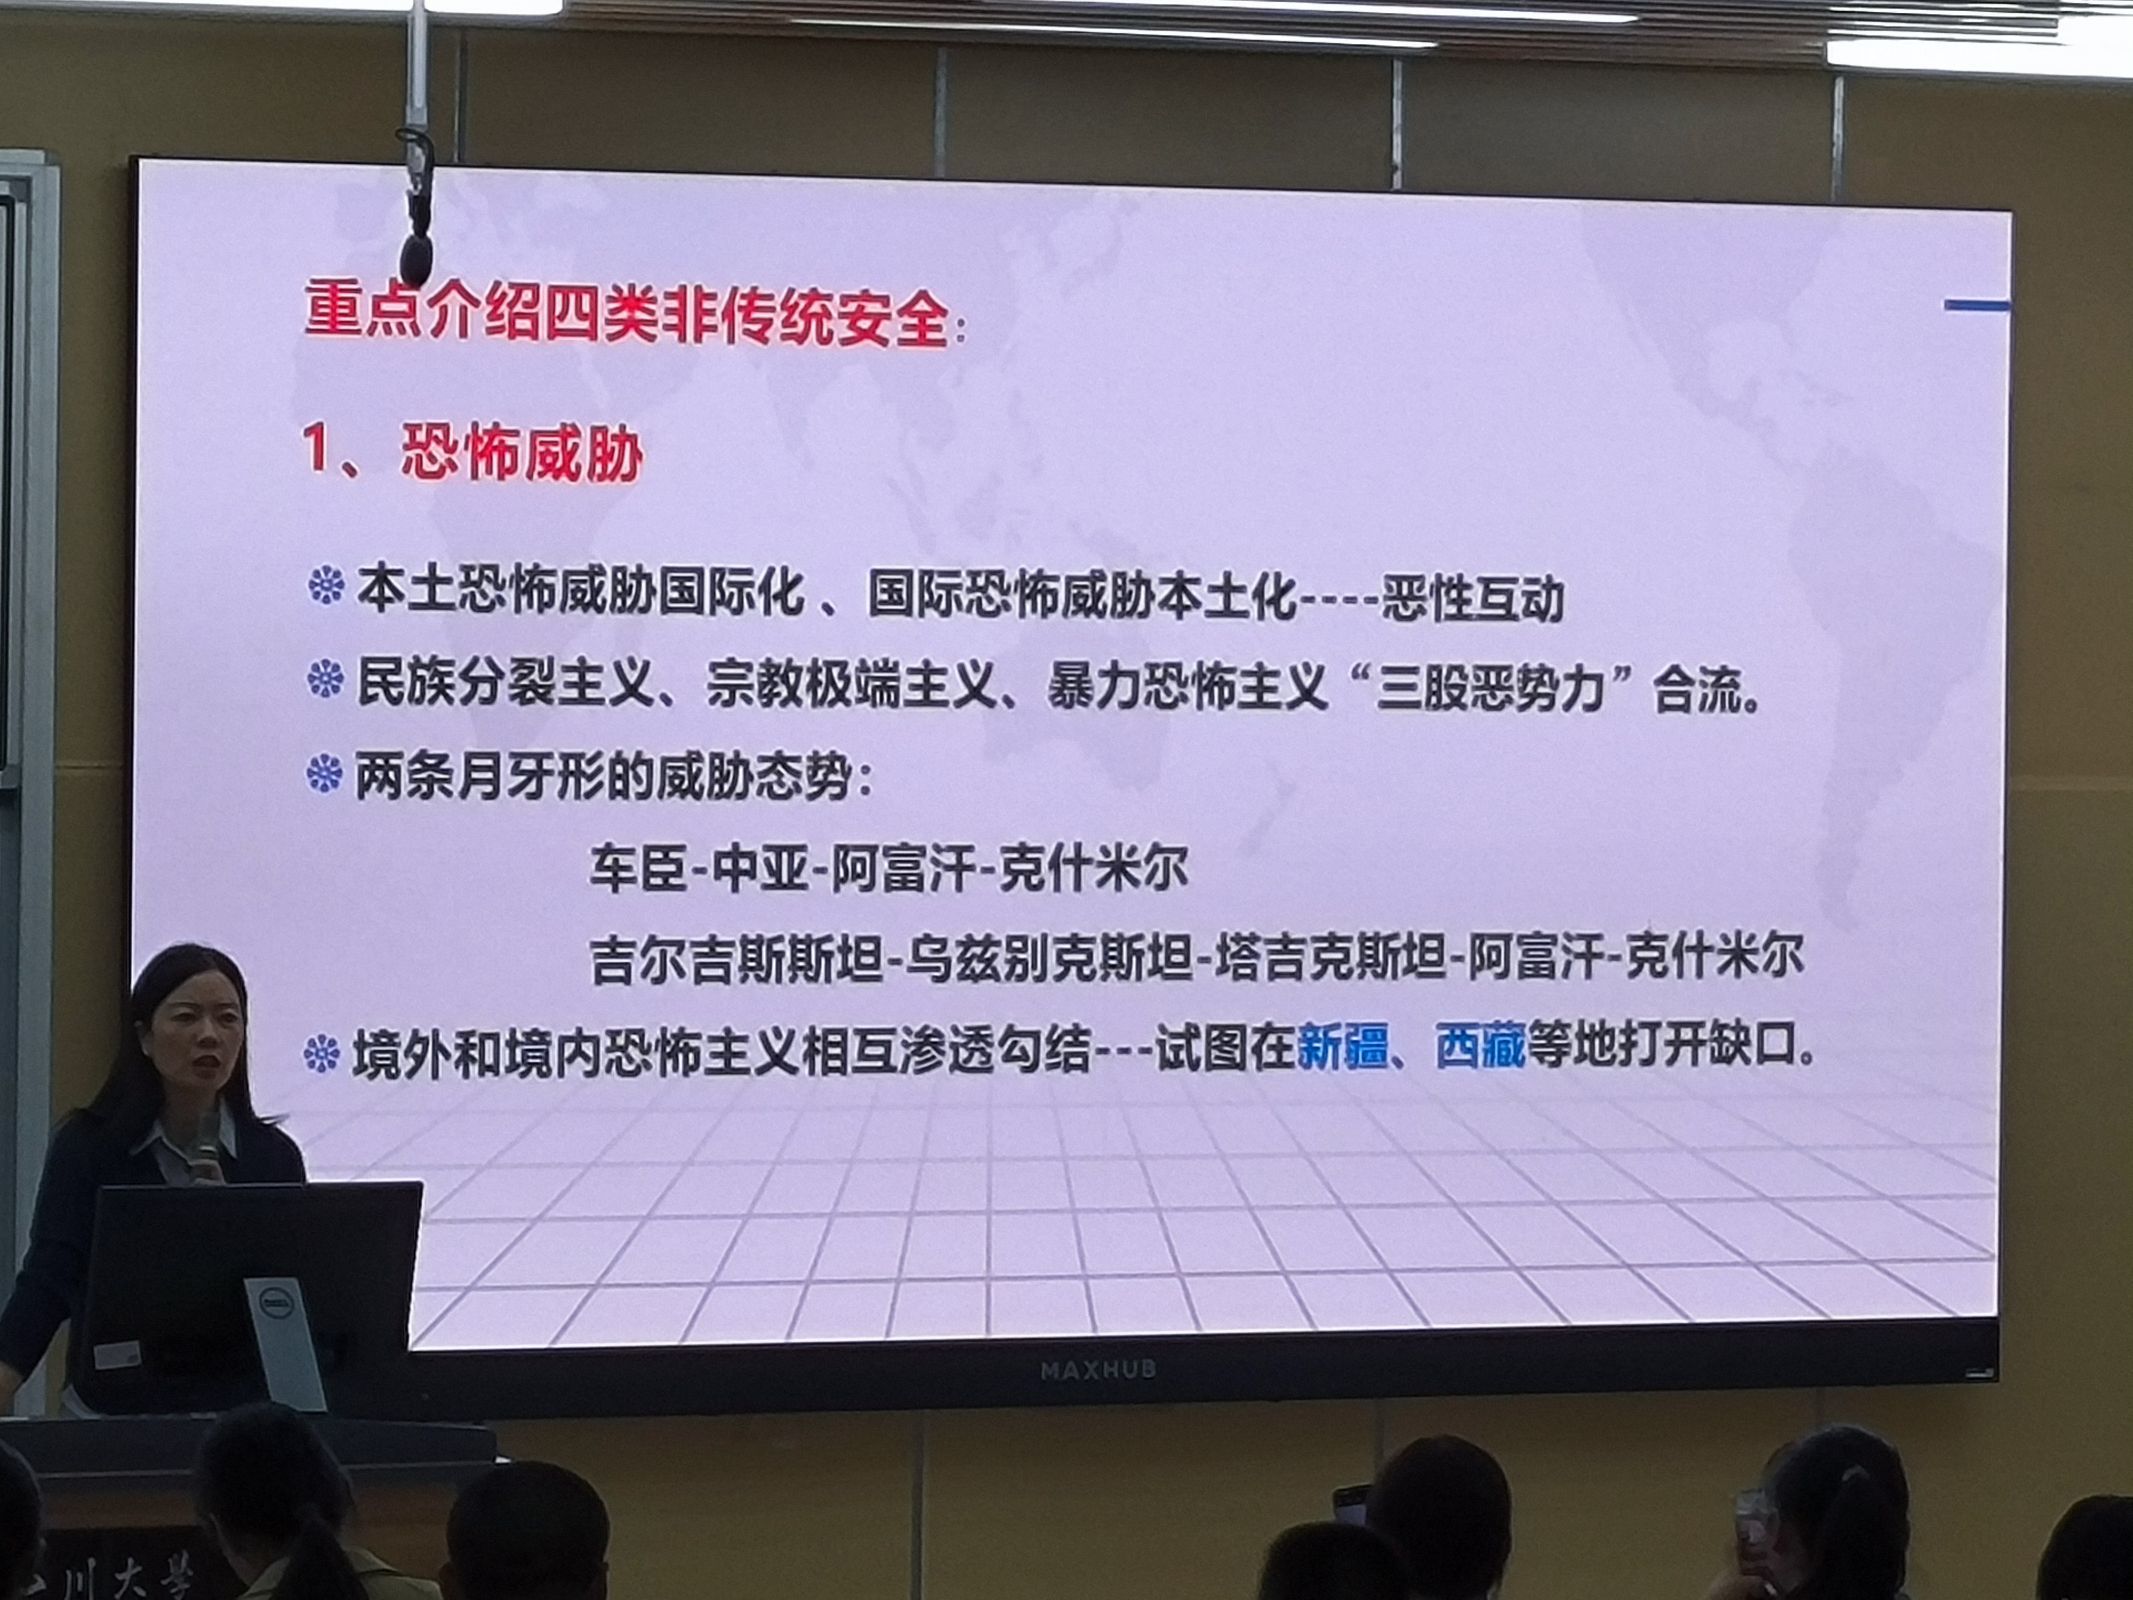 重点介绍四类非传统安全：
1、恐怖威胁
本土恐怖威胁国际化、国际恐怖威胁本土化----恶性互动
民族分裂主义、宗教极端主义、暴力恐怖主义“三股恶势力”合流。
两条月牙形的威胁态势：
车臣-中亚-阿富汗-克什米尔
吉尔吉斯斯坦-乌兹别克斯坦-塔吉克斯坦-阿富汗-克什米尔
境外和境内恐怖主义相互渗透勾结---试图在新疆、西藏等地打开缺口。
DELL
MAXHUB
川大學